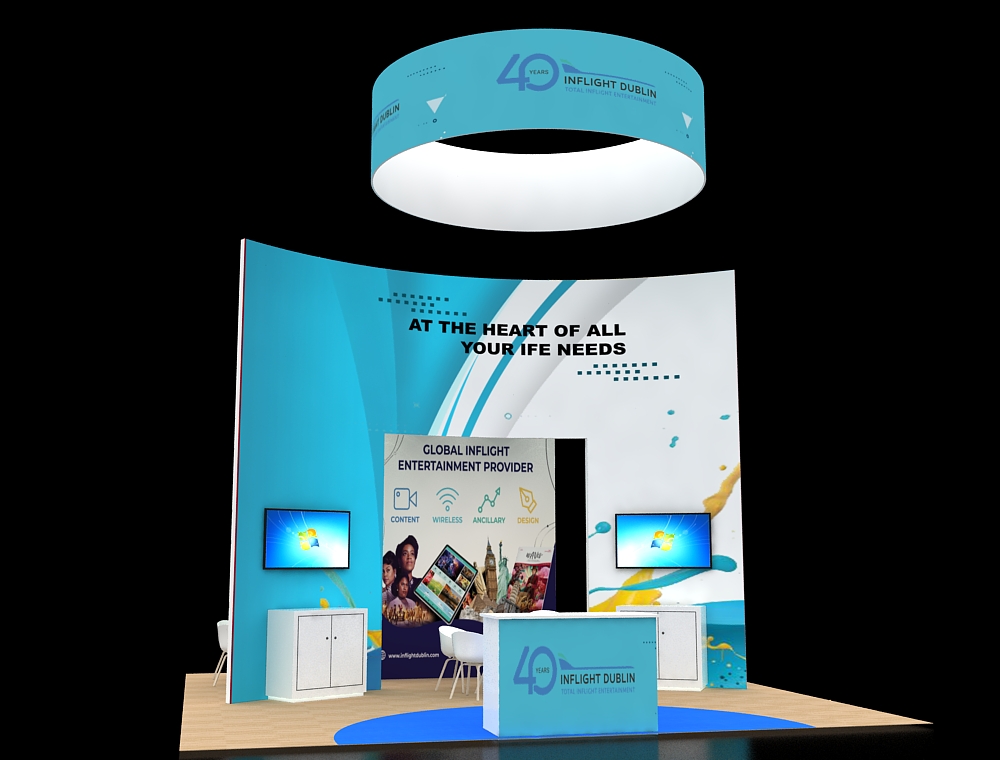 40 YEARS
INFLIGHT DUBLIN
TOTAL INFLIGHT ENTERTAINMENT
DUBLIN
AT THE HEART OF ALL
YOUR IFE NEEDS
GLOBAL INFLIGHT
ENTERTAINMENT PROVIDER
CONTENT WIRELESS ANCILLARY DESIGN
www.inflightdublin.com
40 YEARS
INFLIGHT DUBLIN
TOTAL INFLIGHT ENTERTAINMENT